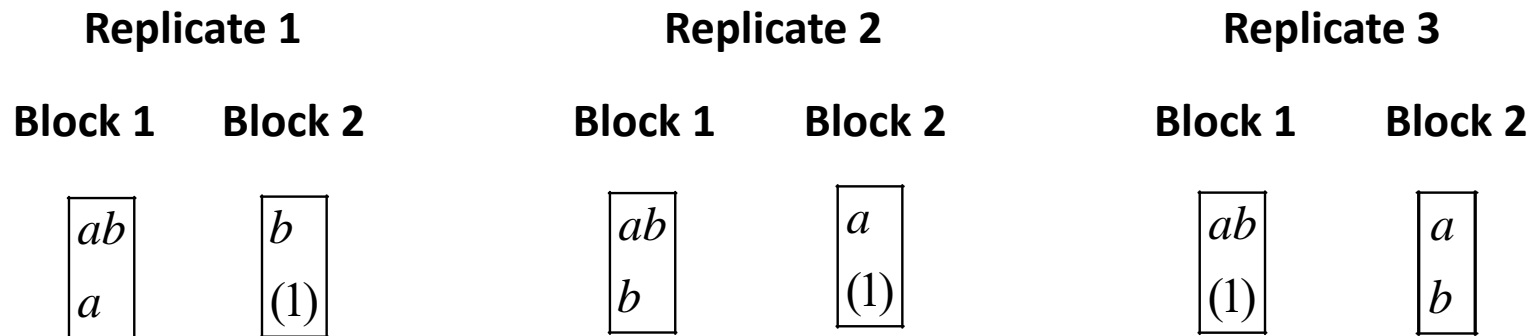 Replicate 1 Replicate 2 Replicate 3
Block 1 Block 2 Block 1 Block 2 Block 1 Block 2
ab b ab a ab a
a (1) b (1) (1) b